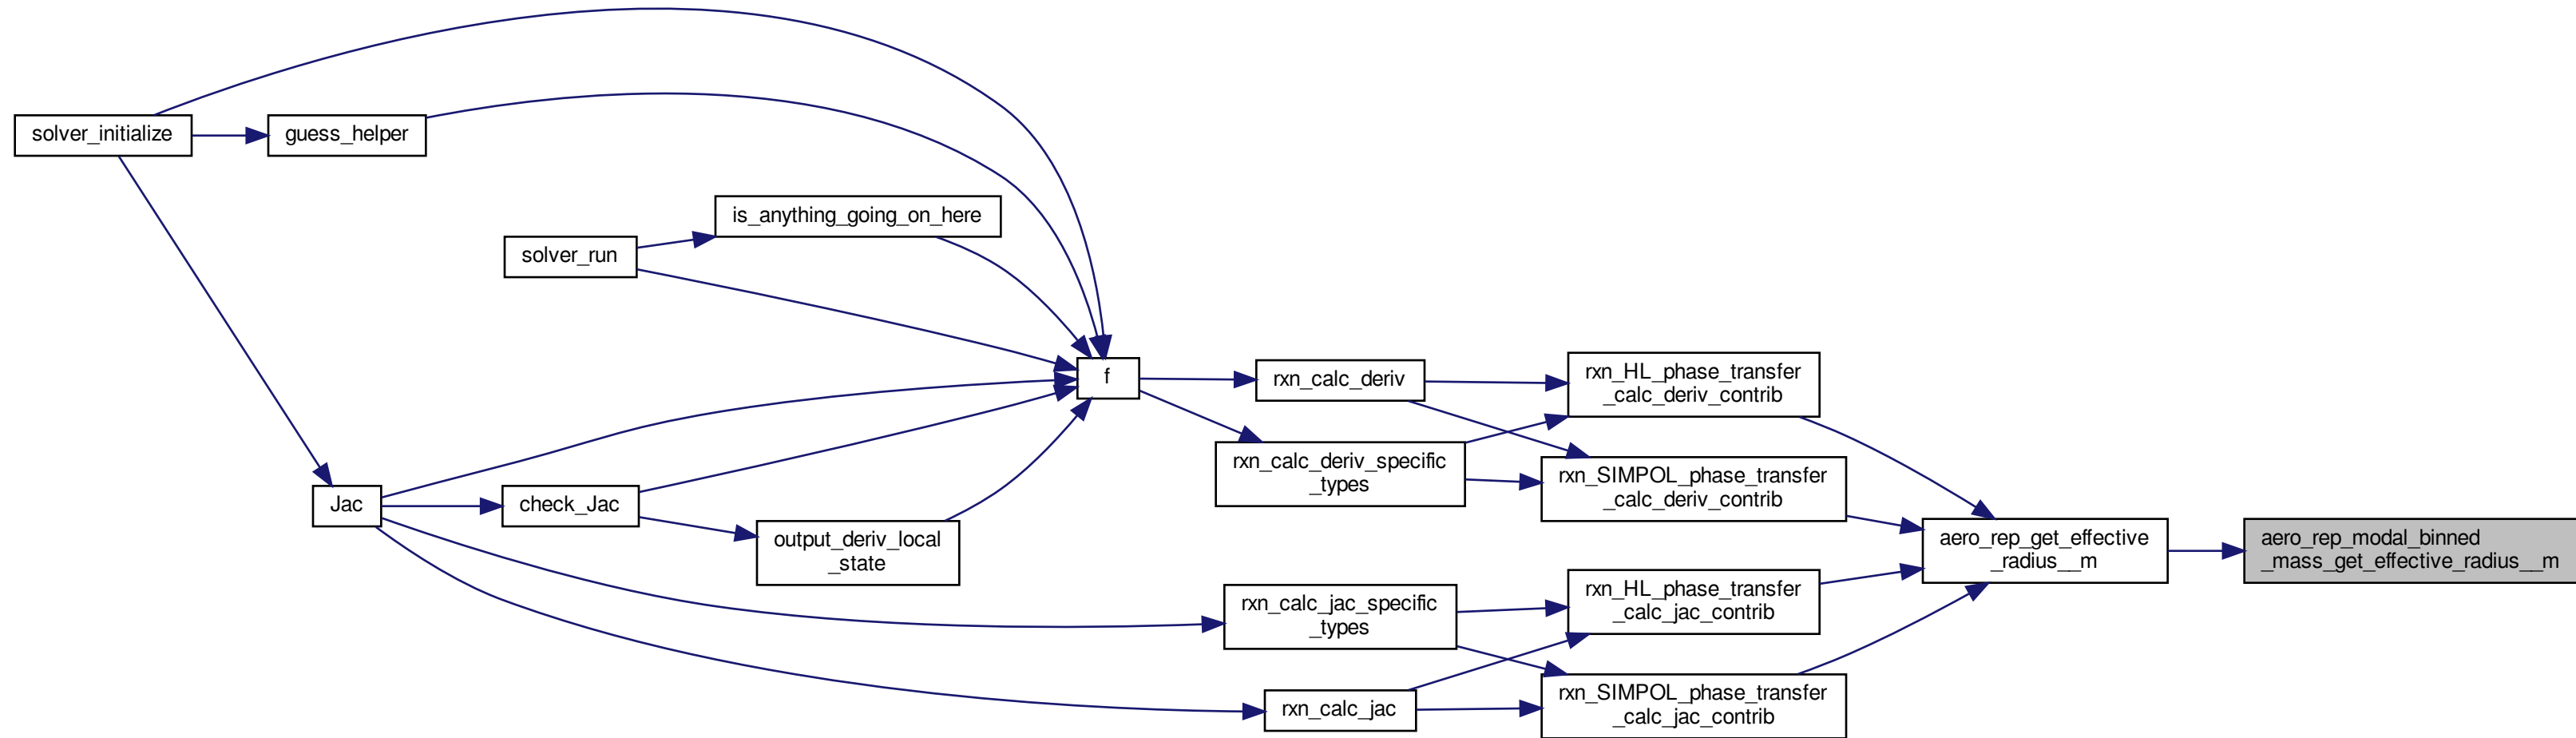 solver_initialize
guess_helper
is_anything_going_on_here
solver_run
f
rxn_calc_deriv
rxn_HL_phase_transfer
_calc_deriv_contrib
rxn_calc_deriv_specific
_types
rxn_SIMPOL_phase_transfer
_calc_deriv_contrib
Jac
check_Jac
output_deriv_local
_state
aero_rep_get_effective
_radius__m
aero_rep_modal_binned
_mass_get_effective_radius__m
rxn_calc_jac_specific
_types
rxn_HL_phase_transfer
_calc_jac_contrib
rxn_calc_jac
rxn_SIMPOL_phase_transfer
_calc_jac_contrib